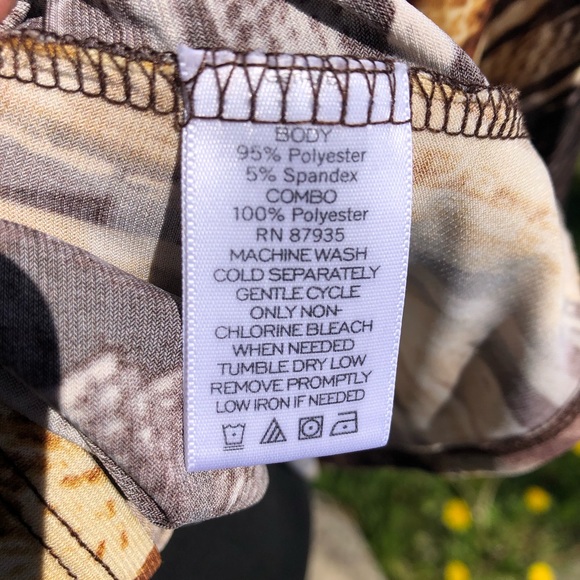 BODY
95% Polyester
5% Spandex
COMBO
100% Polyester
RN 87935
MACHINE WASH
COLD SEPARATELY
GENTLE CYCLE
ONLY NON-
CHLORINE BLEACH
WHEN NEEDED
TUMBLE DRY LOW
REMOVE PROMPTLY
LOW IRON IF NEEDED